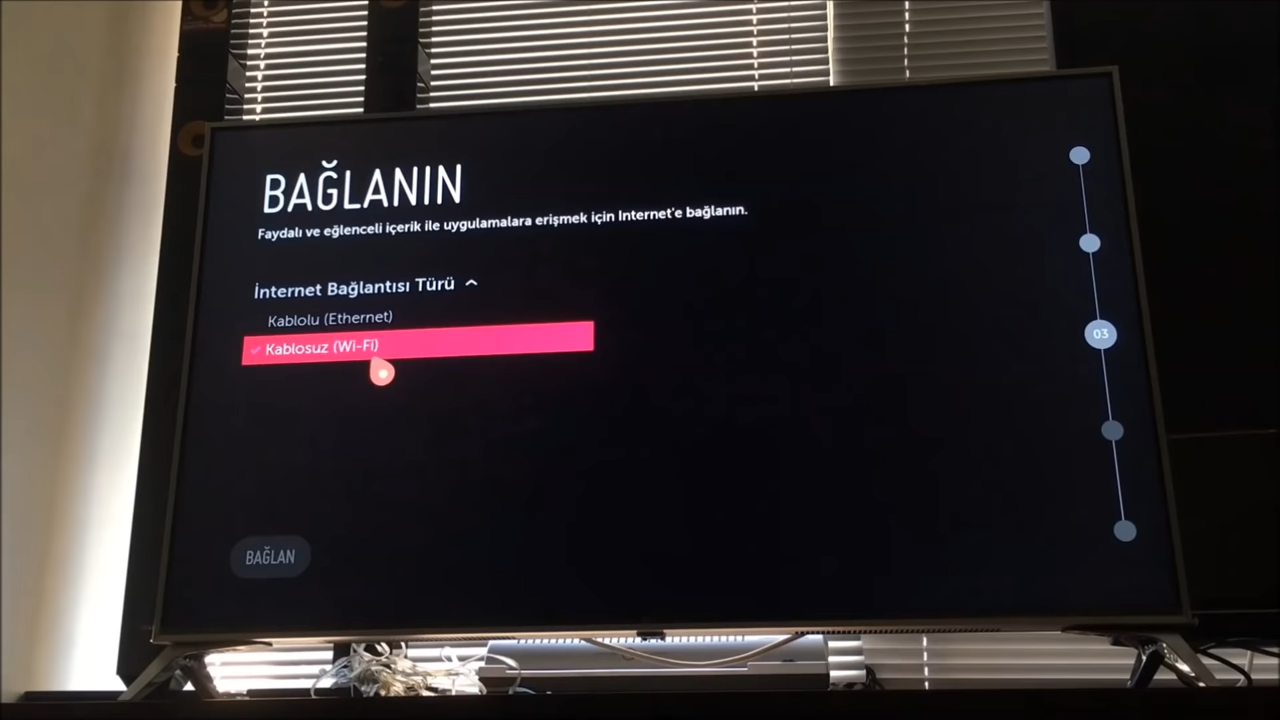 BAĞLANIN
Faydalı ve eğlenceli içerik ile uygulamalara erişmek için Internet'e bağlanın.
İnternet Bağlantısı Türü
Kablolu (Ethernet)
Kablosuz (Wi-Fi)
03
BAĞLAN